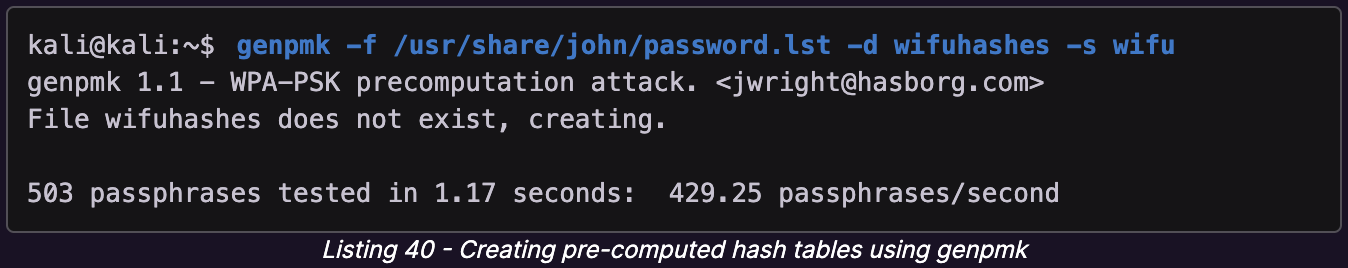 kali@kali:~$ genpmk -f /usr/share/john/password.lst -d wifuhashes -s wifu
genpmk 1.1 - WPA-PSK precomputation attack. <jwright@hasborg.com>
File wifuhashes does not exist, creating.
503 passphrases tested in 1.17 seconds:  429.25 passphrases/second
Listing 40 - Creating pre-computed hash tables using genpmk